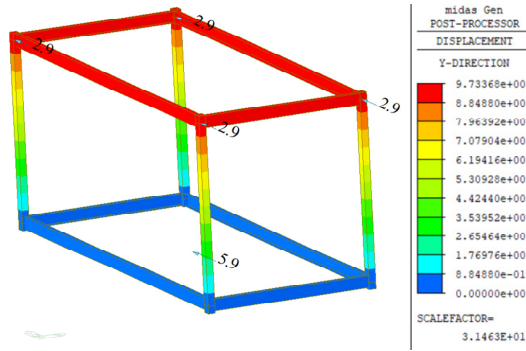 midas Gen
POST-PROCESSOR
DISPLACEMENT
Y-DIRECTION
9.73368e+00
8.84880e+00
7.96392e+00
7.07904e+00
6.19416e+00
5.30928e+00
4.42440e+00
3.53952e+00
2.65464e+00
1.76976e+00
8.84880e-01
0.00000e+00
SCALEFACTOR=
3.1463E+01
2.9
2.9
2.9
2.9
5.9